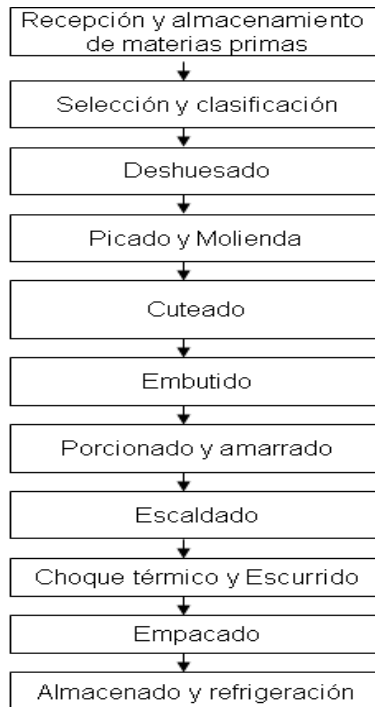 Recepción y almacenamiento
de materias primas
Selección y clasificación
Deshuesado
Picado y Molienda
Cuteado
Embutido
Porcionado y amarrado
Escaldado
Choque térmico y Escurrido
Empacado
Almacenado y refrigeración